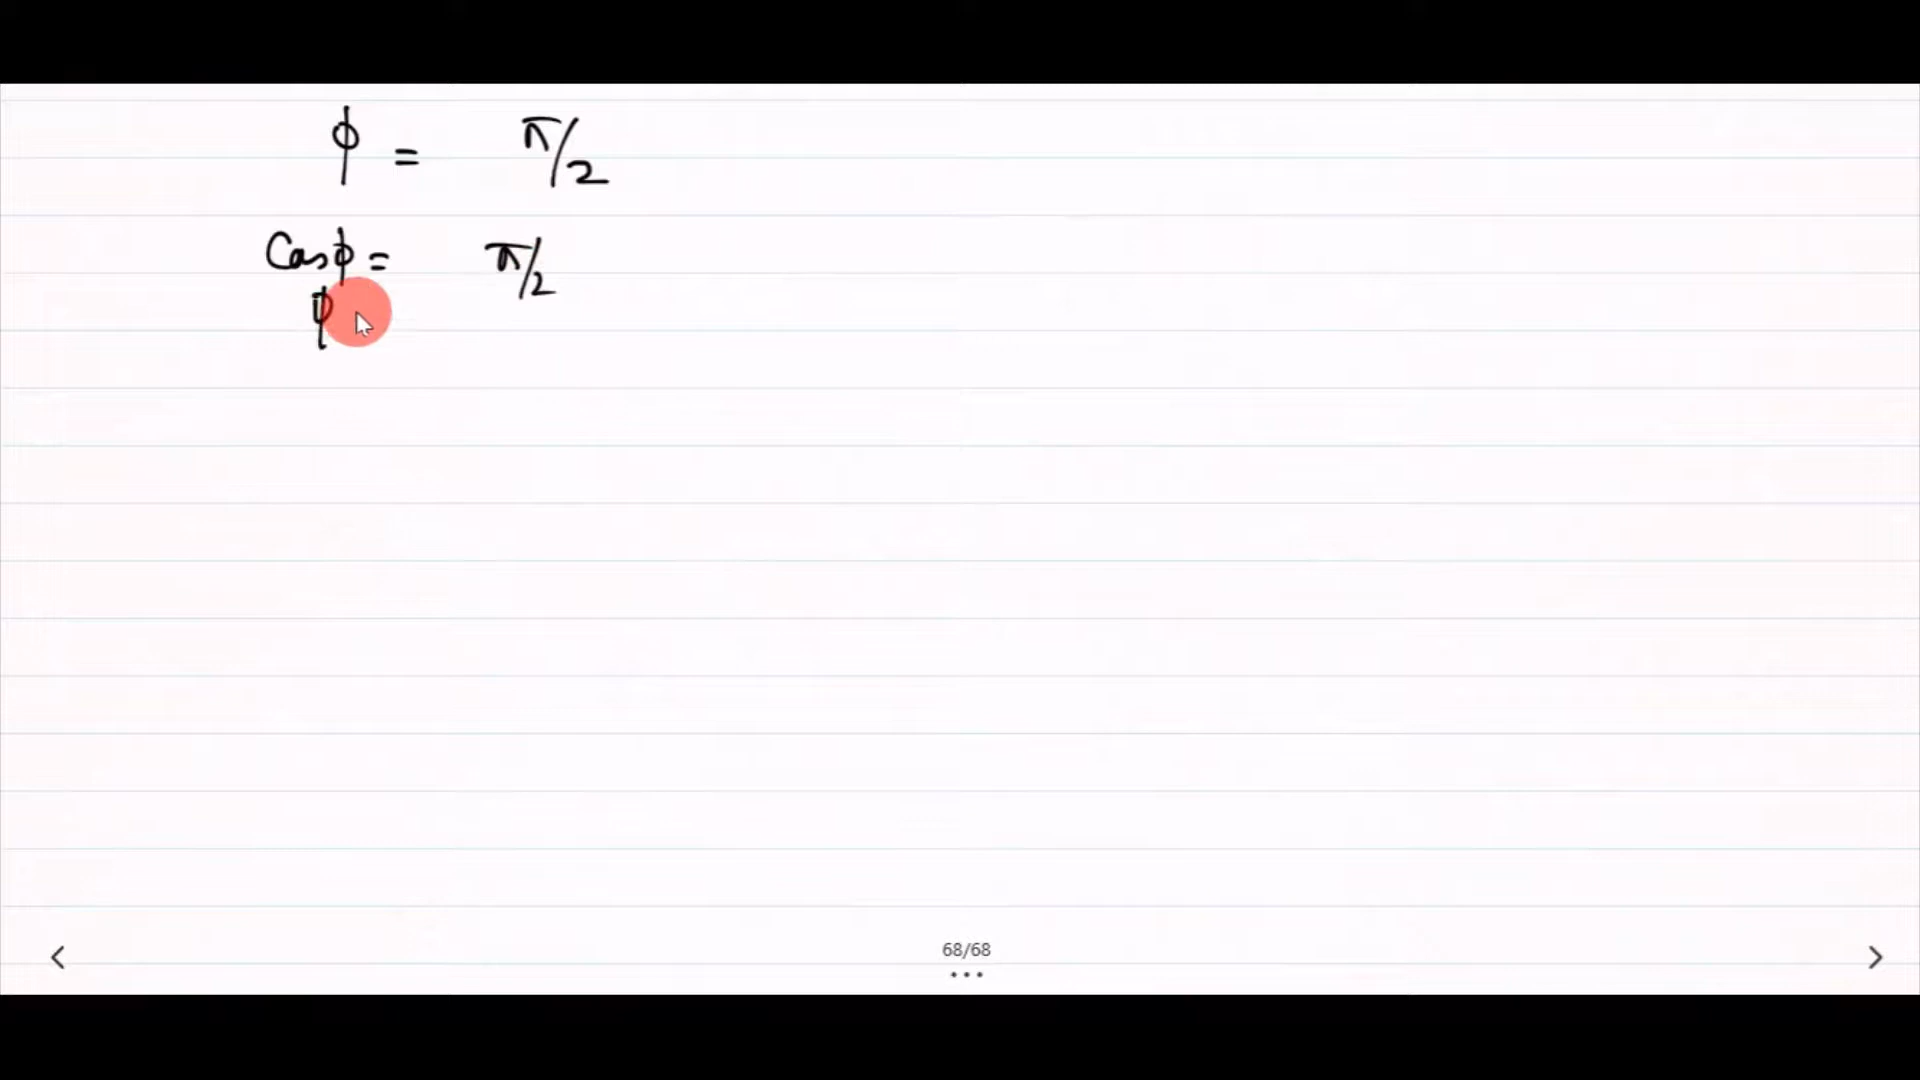 ϕ = π/2
Cosϕ = π/2
ϕ
68/68